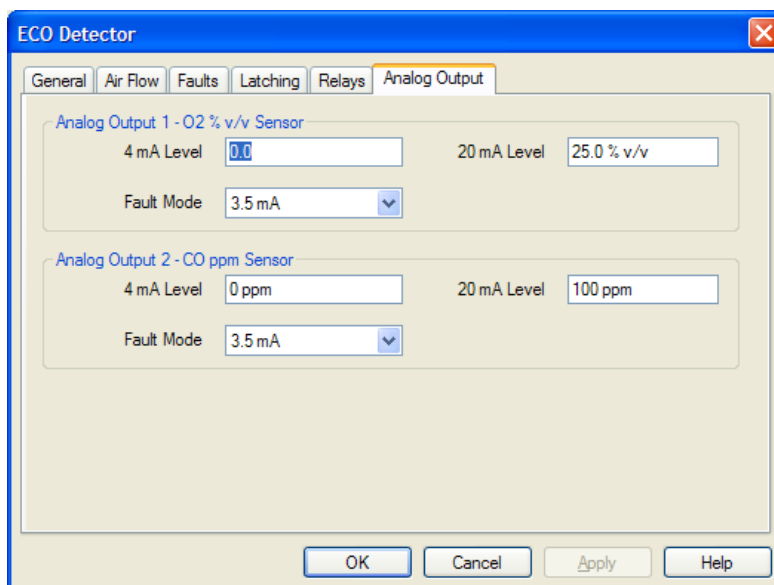 ECO Detector
General Air Flow Faults Latching Relays Analog Output
Analog Output 1 - O2 % v/v Sensor
4 mA Level 0.0 20 mA Level 25.0 % v/v
Fault Mode 3.5 mA
Analog Output 2 - CO ppm Sensor
4 mA Level 0 ppm 20 mA Level 100 ppm
Fault Mode 3.5 mA
OK Cancel Apply Help